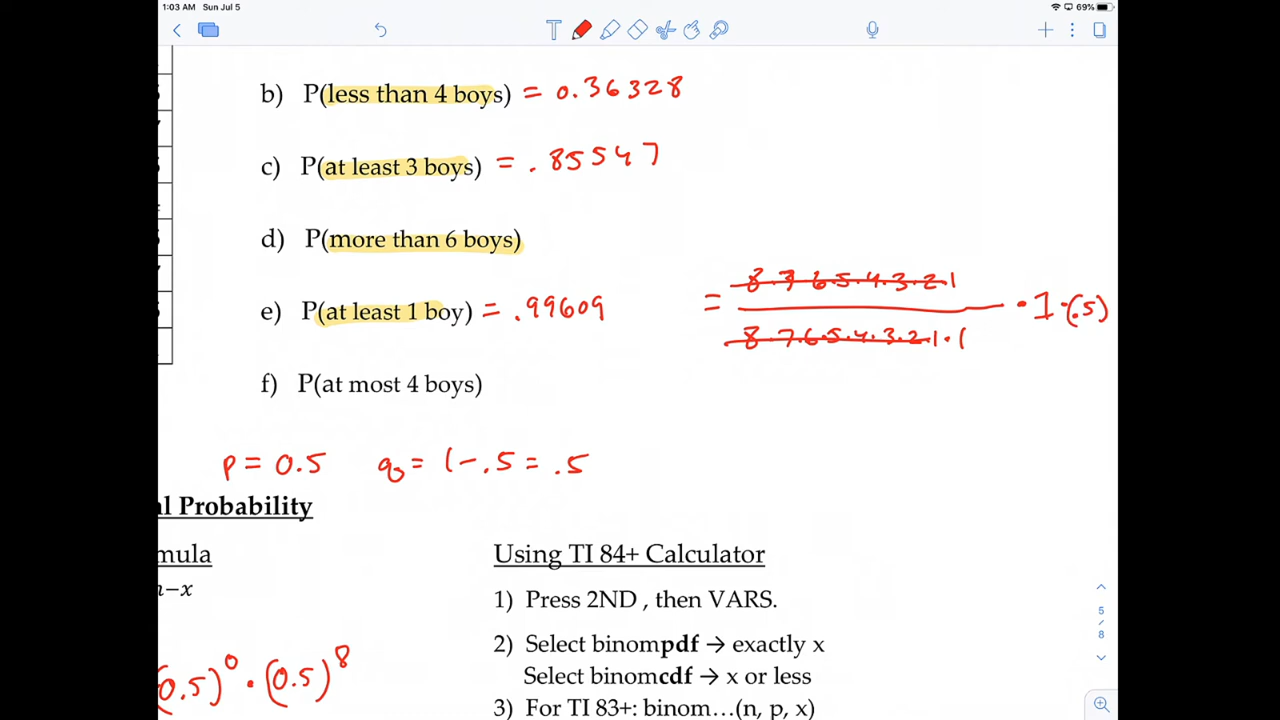 1:03 AM Sun Jul 5
69%
T
b) P(less than 4 boys) = 0.36328
c) P(at least 3 boys) = .85547
d) P(more than 6 boys)
= 8·7·6·5·4·3·2·1 / 8·7·6·5·4·3·2·1·1 · 1·(.5)
e) P(at least 1 boy) = .99609
f) P(at most 4 boys)
p = 0.5 q = 1-.5 = .5
al Probability
mula
Using TI 84+ Calculator
n−x
1) Press 2ND , then VARS.
2) Select binompdf → exactly x
Select binomcdf → x or less
(0.5)^0 · (0.5)^8
3) For TI 83+: binom…(n, p, x)
5
/
8